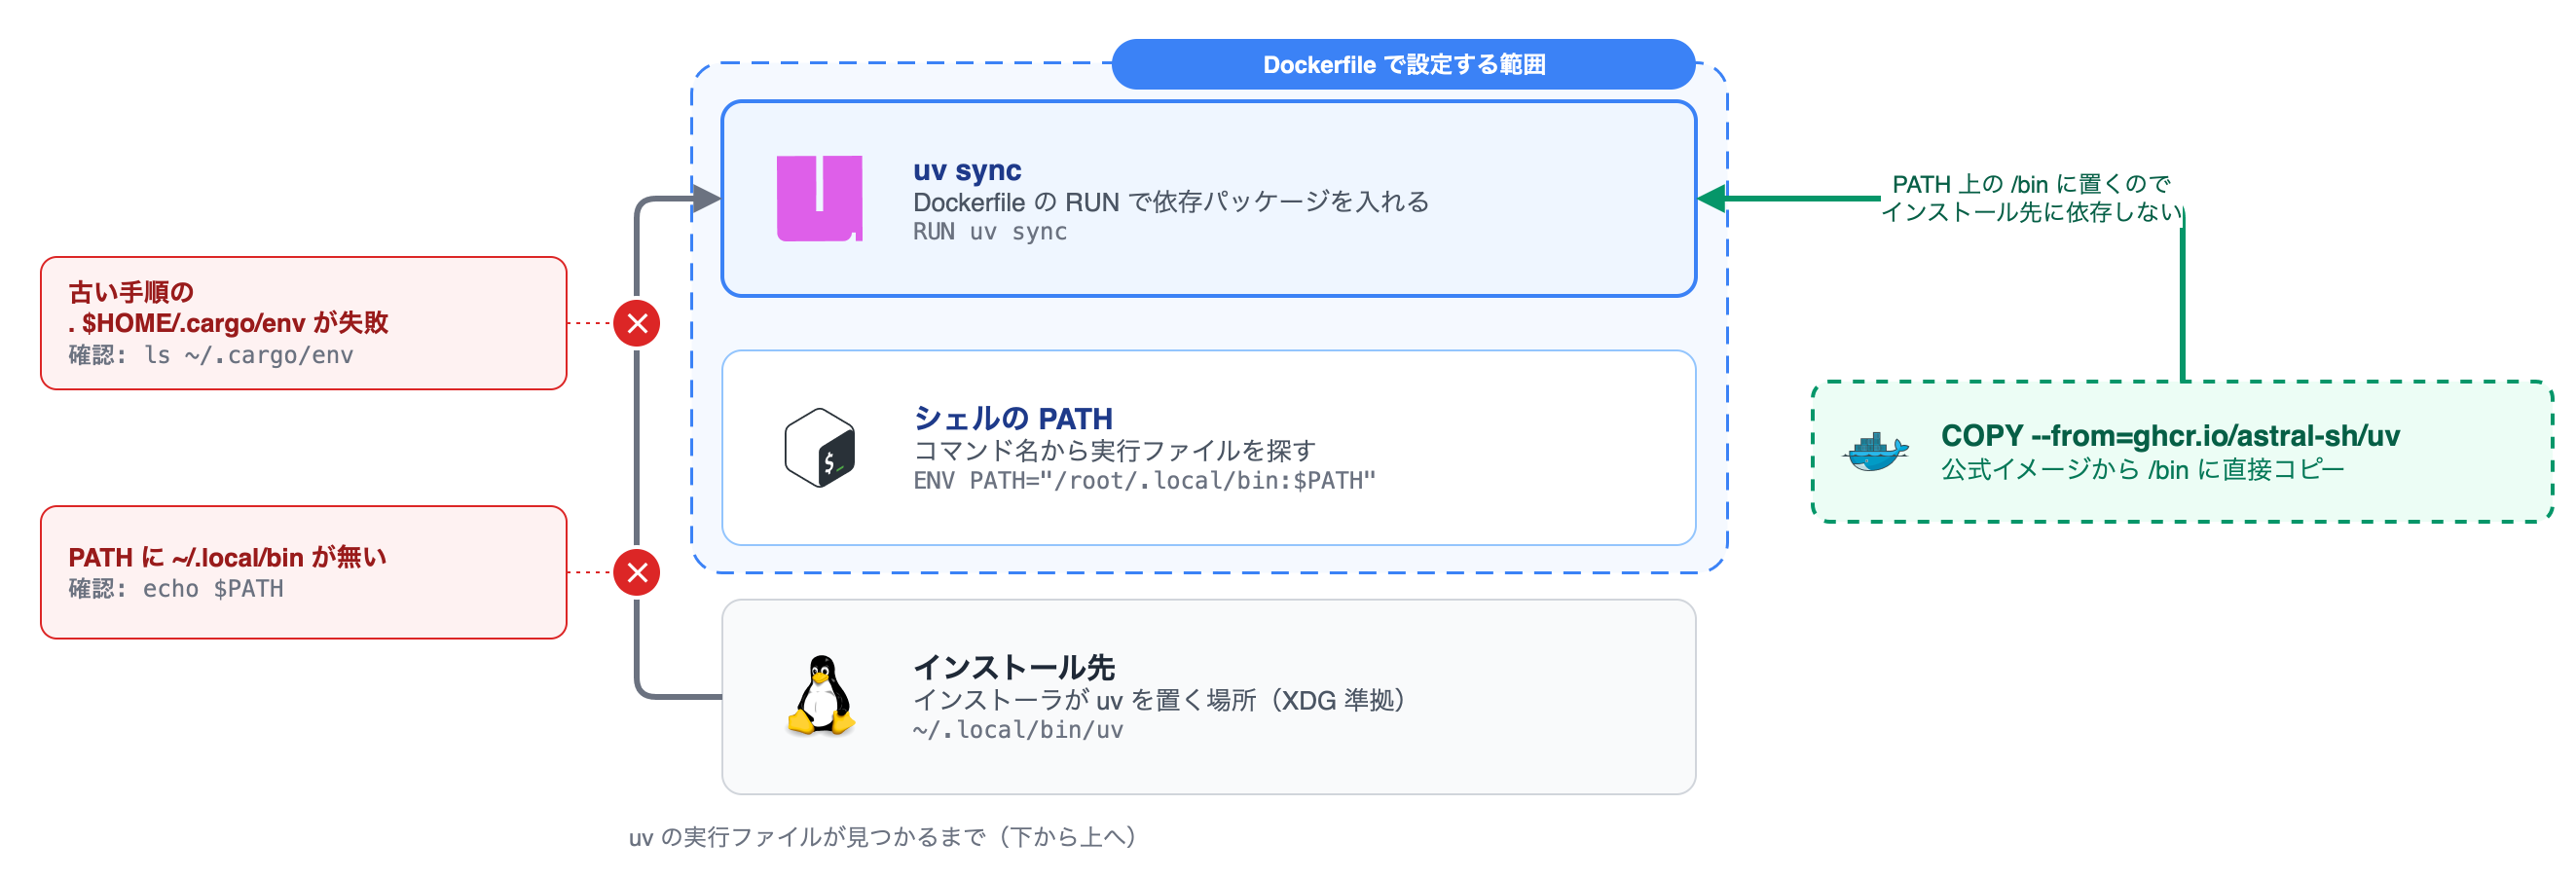 Dockerfile で設定する範囲
uv sync
Dockerfile の RUN で依存パッケージを入れる
RUN uv sync
PATH 上の /bin に置くので
インストール先に依存しない
古い手順の
. $HOME/.cargo/env が失敗
確認: ls ~/.cargo/env
シェルの PATH
コマンド名から実行ファイルを探す
ENV PATH="/root/.local/bin:$PATH"
$_
COPY --from=ghcr.io/astral-sh/uv
公式イメージから /bin に直接コピー
PATH に ~/.local/bin が無い
確認: echo $PATH
インストール先
インストーラが uv を置く場所（XDG 準拠）
~/.local/bin/uv
uv の実行ファイルが見つかるまで（下から上へ）